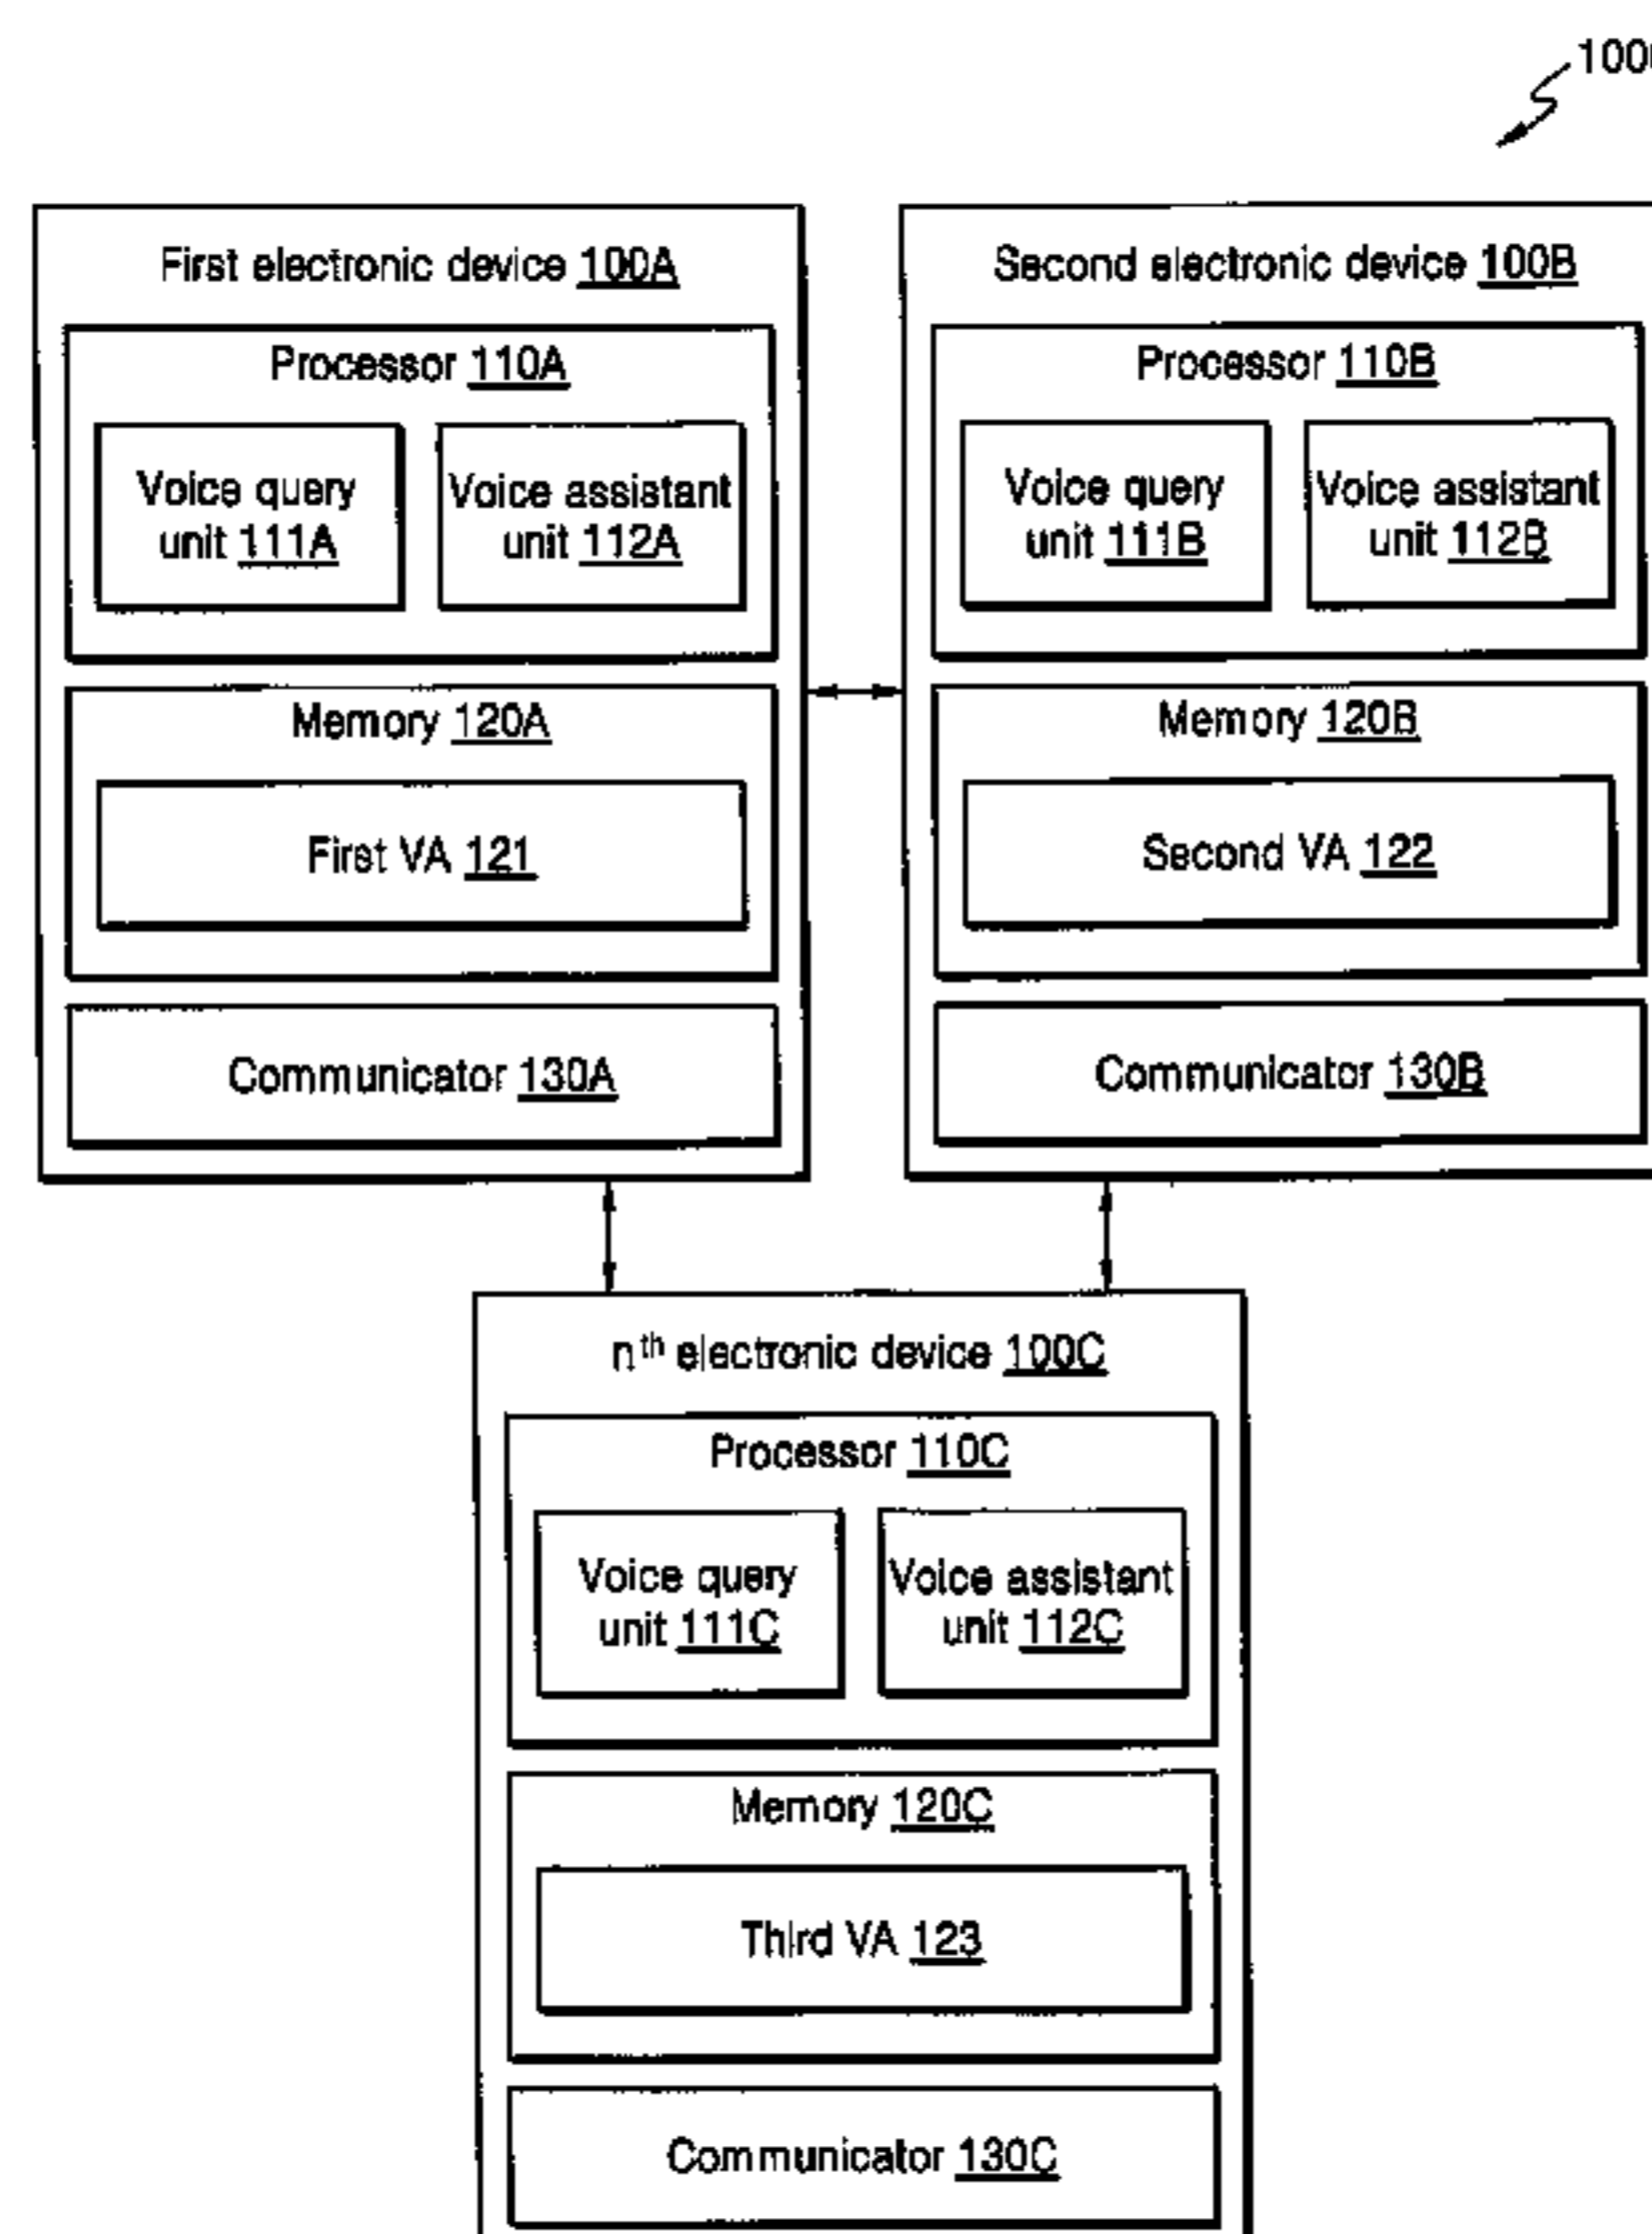 First electronic device 100A
Processor 110A
Voice query
unit 111A
Voice assistant
unit 112A
Memory 120A
First VA 121
Communicator 130A
Second electronic device 100B
Processor 110B
Voice query
unit 111B
Voice assistant
unit 112B
Memory 120B
Second VA 122
Communicator 130B
nth electronic device 100C
Processor 110C
Voice query
unit 111C
Voice assistant
unit 112C
Memory 120C
Third VA 123
Communicator 130C